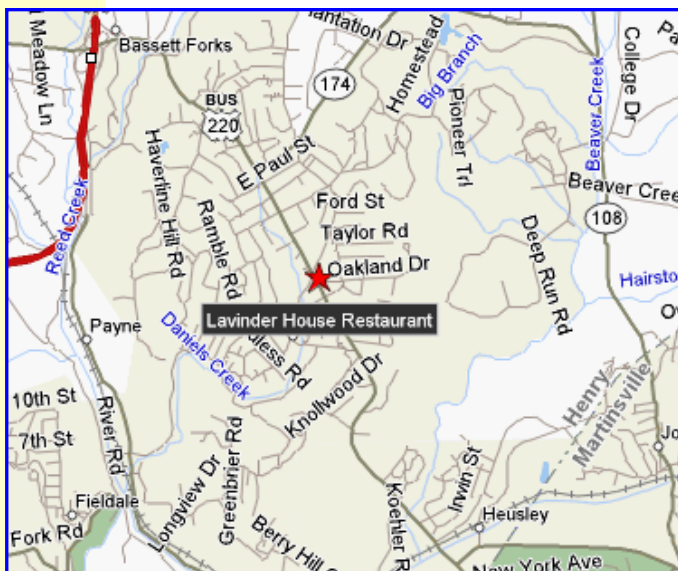 Meadow Ln
Bassett Forks
Plantation Dr
Homestead
Big Branch
Pioneer Trl
College Dr
Beaver Creek
174
BUS
220
E Paul St
Haverline Hill Rd
Ramble Rd
Ford St
Taylor Rd
Oakland Dr
Deep Run Rd
Beaver Cree
108
Reed Creek
Hairsto
Lavinder House Restaurant
Payne
Daniels Creek
dless Rd
Knollwood Dr
Henry
Martinsville
10th St
7th St
River Rd
Longview Dr
Greenbrier Rd
Irwin St
Jo
Fieldale
Fork Rd
Berry Hill C
Koehler R
Heusley
New York Ave